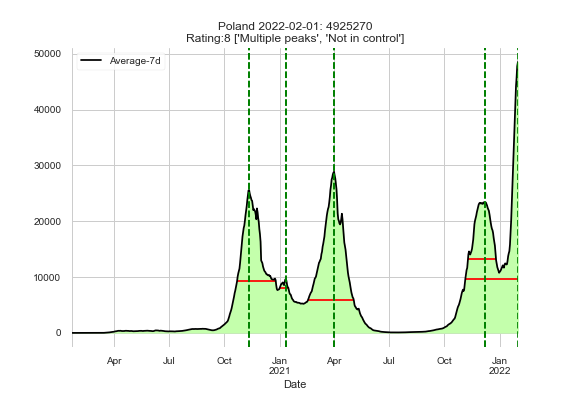 Poland 2022-02-01: 4925270
Rating:8 ['Multiple peaks', 'Not in control']
50000
Average-7d
40000
30000
20000
10000
0
Apr Jul Oct Jan Apr Jul Oct Jan
2021 2022
Date